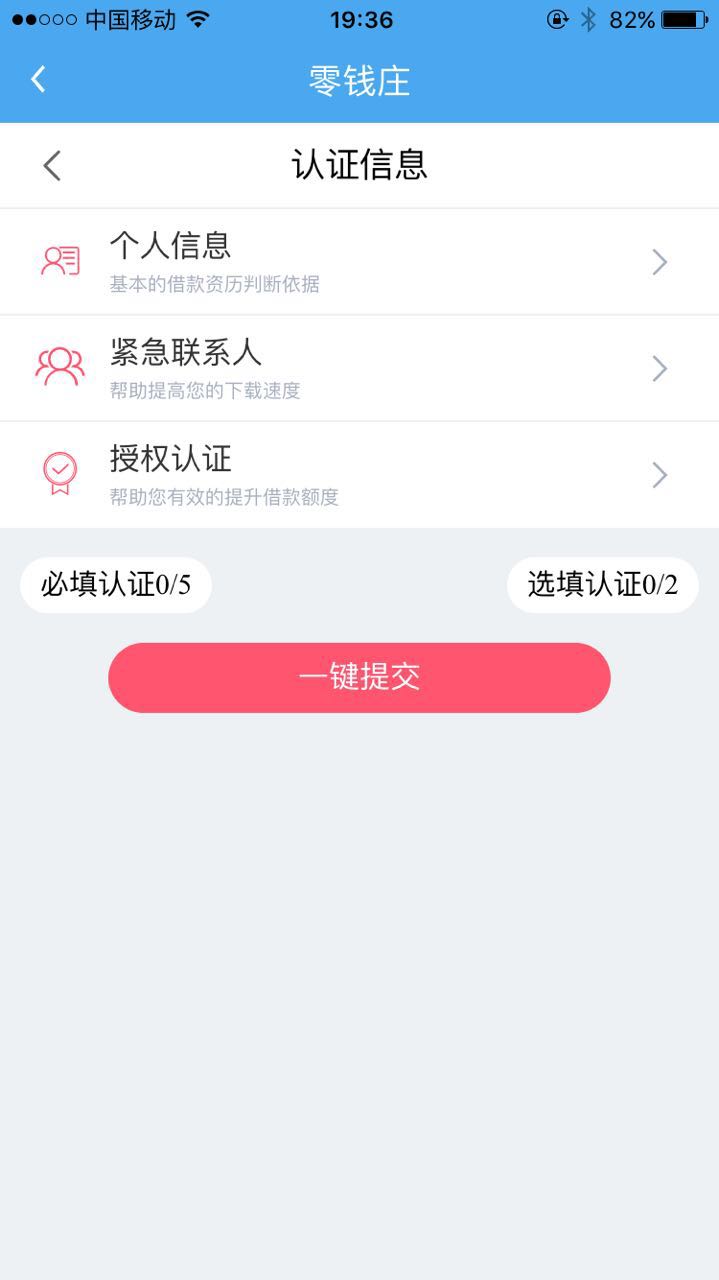 中国移动 19:36 82%
零钱庄
认证信息
个人信息
基本的借款资历判断依据
紧急联系人
帮助提高您的下载速度
授权认证
帮助您有效的提升借款额度
必填认证0/5 选填认证0/2
一键提交